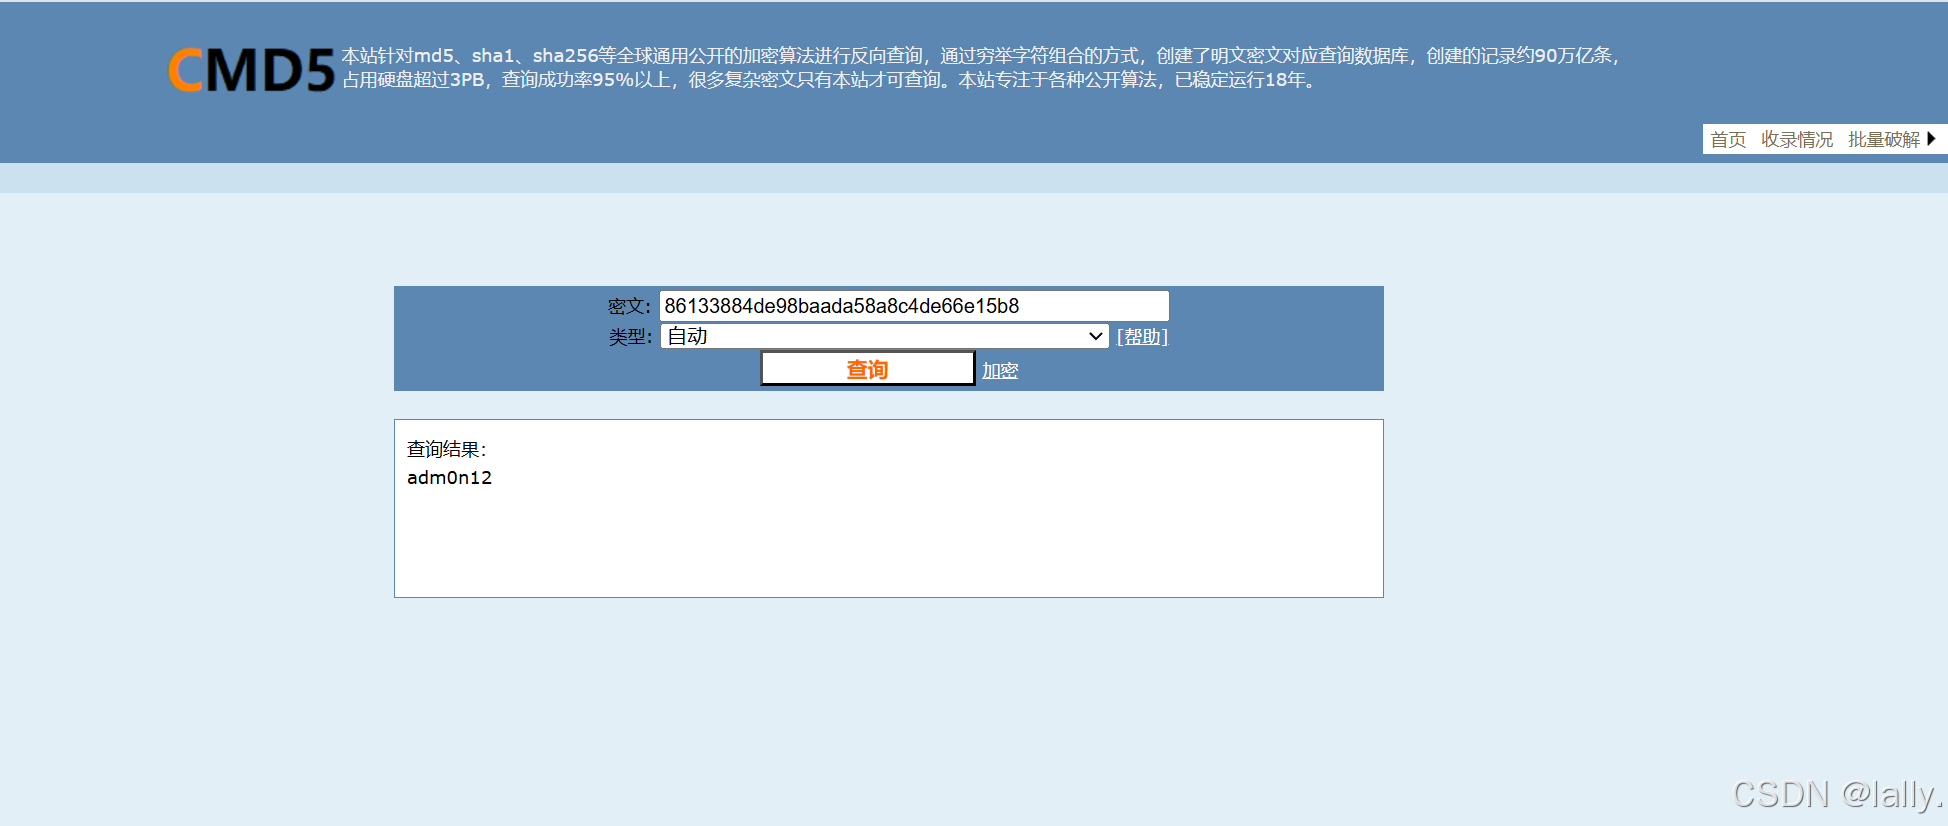 CMD5
本站针对md5、sha1、sha256等全球通用公开的加密算法进行反向查询，通过穷举字符组合的方式，创建了明文密文对应查询数据库，创建的记录约90万亿条，
占用硬盘超过3PB，查询成功率95%以上，很多复杂密文只有本站才可查询。本站专注于各种公开算法，已稳定运行18年。
首页 收录情况 批量破解
密文: 86133884de98baada58a8c4de66e15b8
类型: 自动 [帮助]
查询 加密
查询结果:
adm0n12
CSDN @lally.